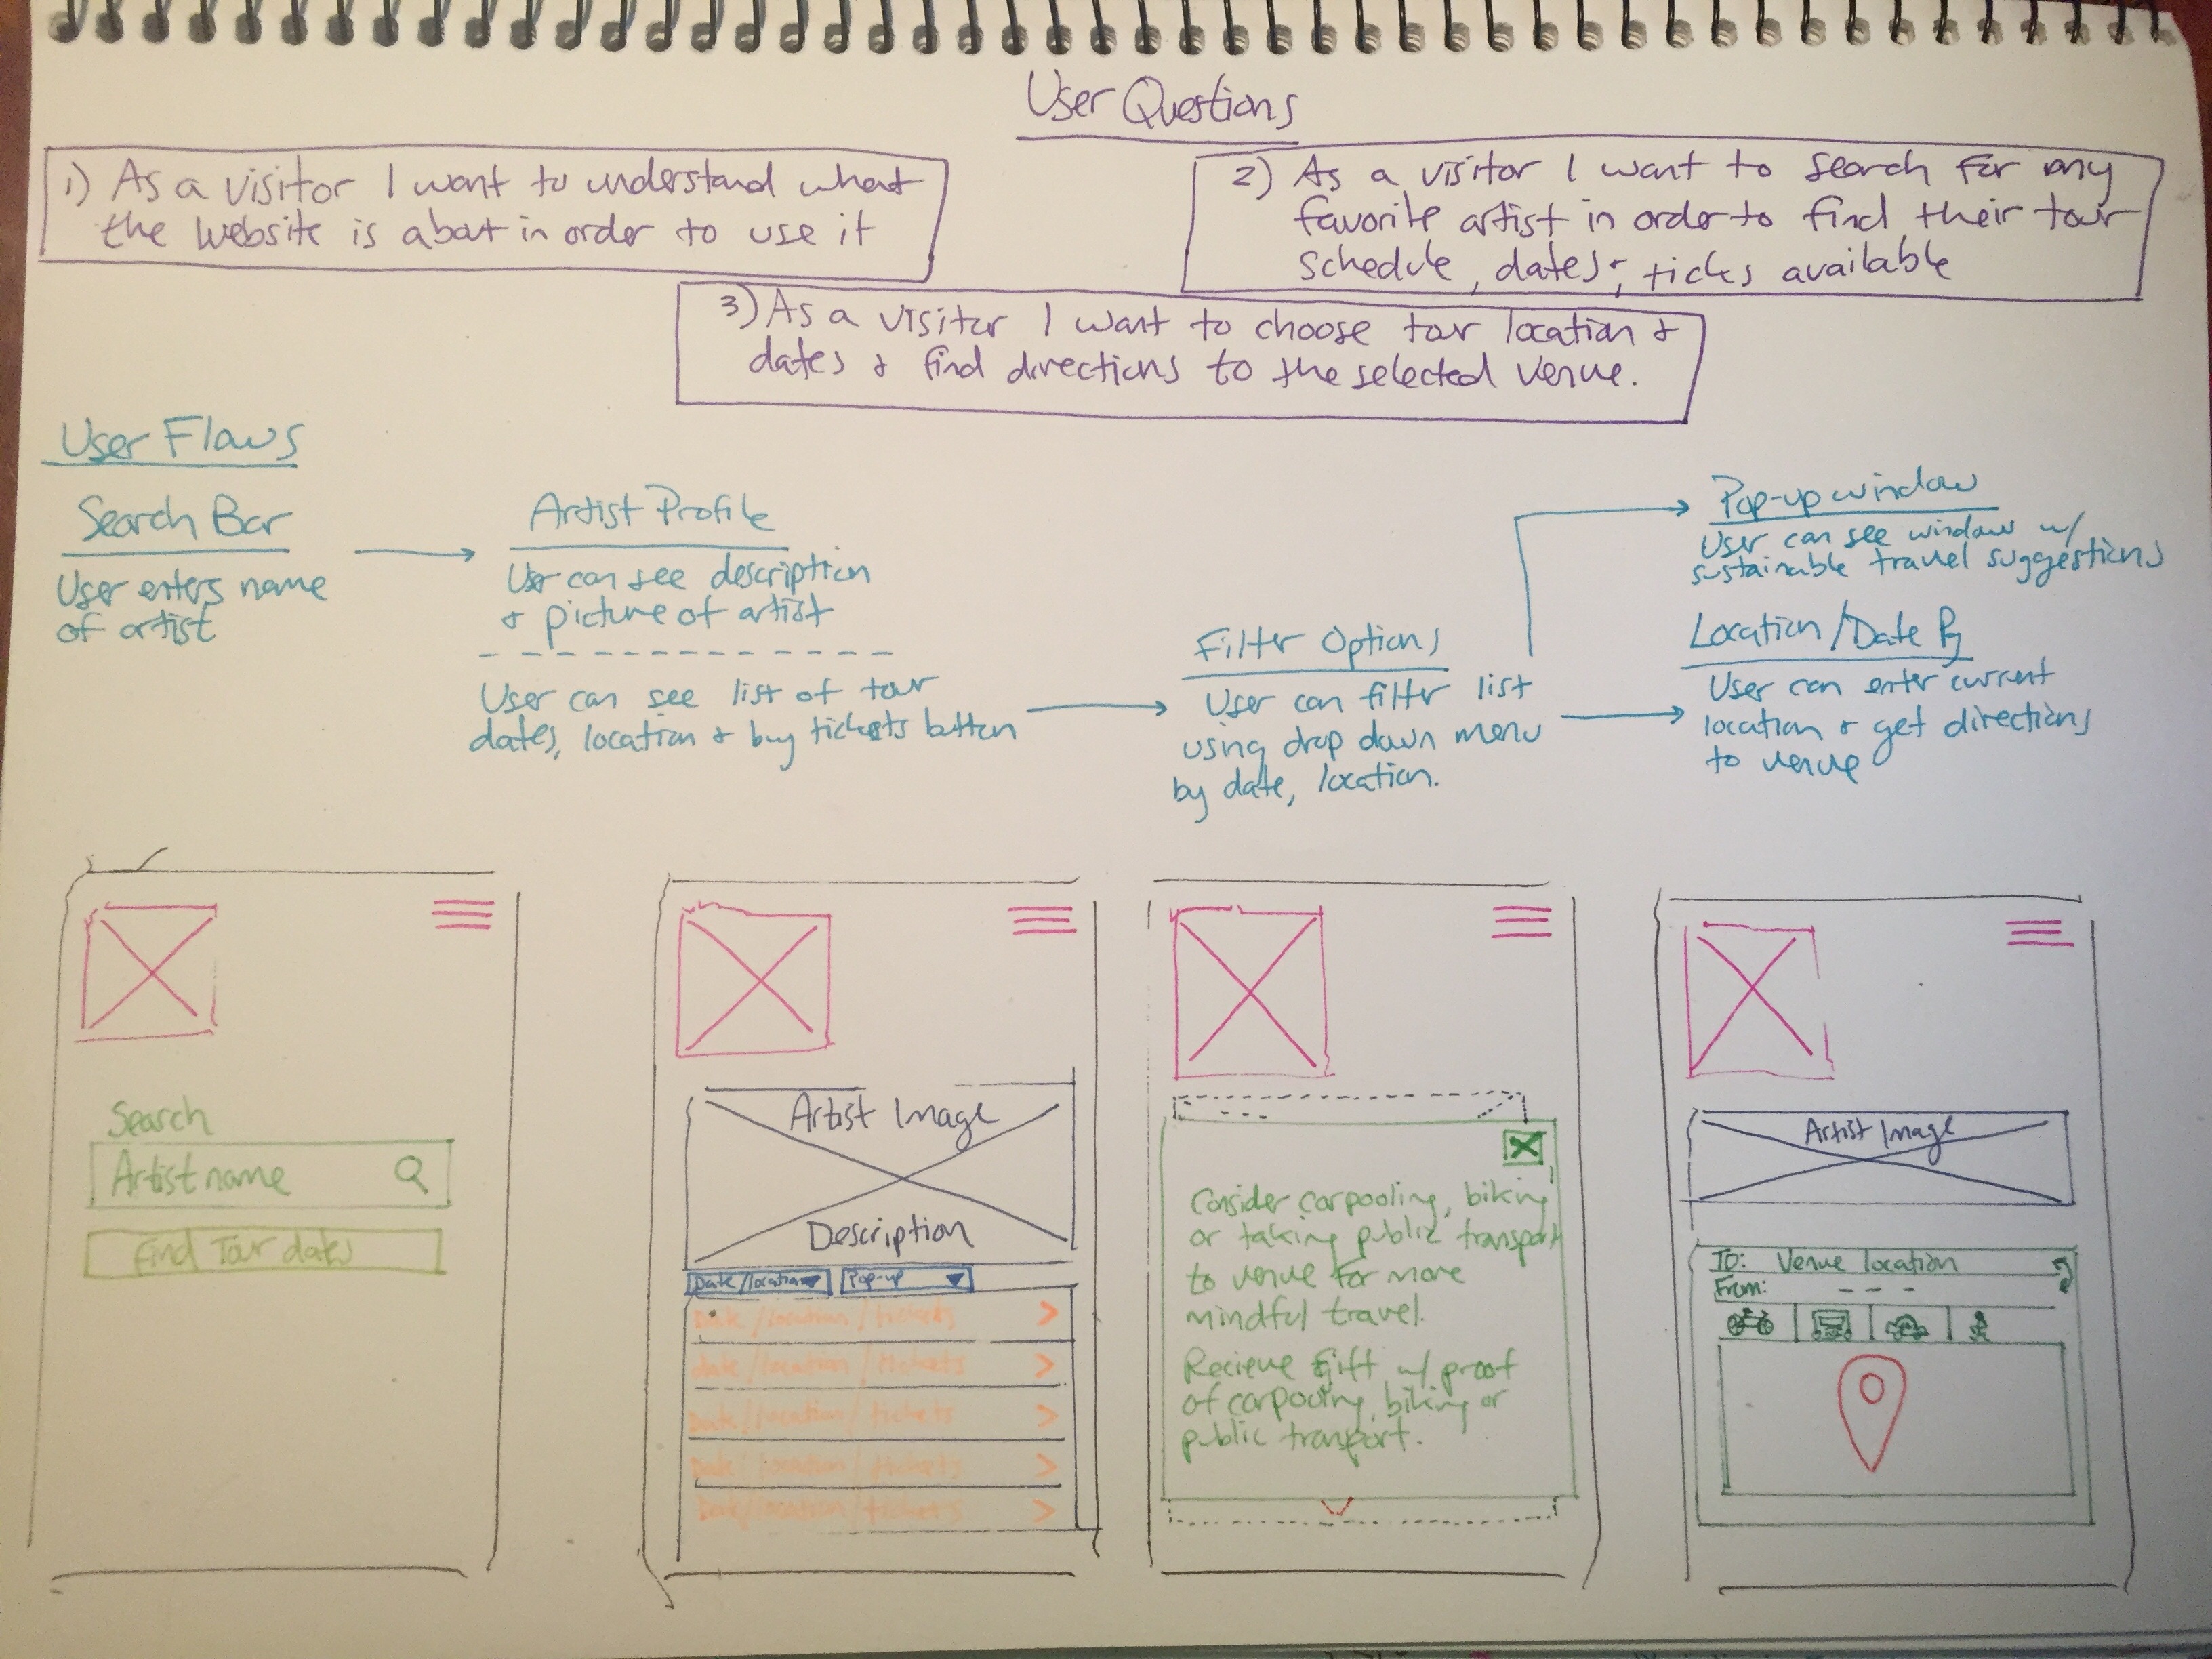 User Questions
1) As a visitor I want to understand what
the website is about in order to use it
2) As a visitor I want to search for my
favorite artist in order to find their tour
schedule, dates, + ticks available
3) As a visitor I want to choose tour location +
dates + find directions to the selected venue.
User Flows
Search Bar
User enters name
of artist
Artist Profile
User can see description
+ picture of artist
User can see list of tour
dates, location + buy tickets button
Filter Options
User can filter list
using drop down menu
by date, location.
Pop-up window
User can see window w/
sustainable travel suggestions
Location/Date Pg
User can enter current
location + get directions
to venue
Search
Artist name
Find Tour dates
Artist Image
Description
Date/location
Pop-up
Date/location/tickets
date/location/tickets
Date/location/tickets
Date/location/tickets
Date/location/tickets
X
Consider carpooling, biking
or taking public transport
to venue for more
mindful travel.
Recieve Gift w/ proof
of carpooling, biking or
public transport.
Artist Image
TO: Venue location
From: ---